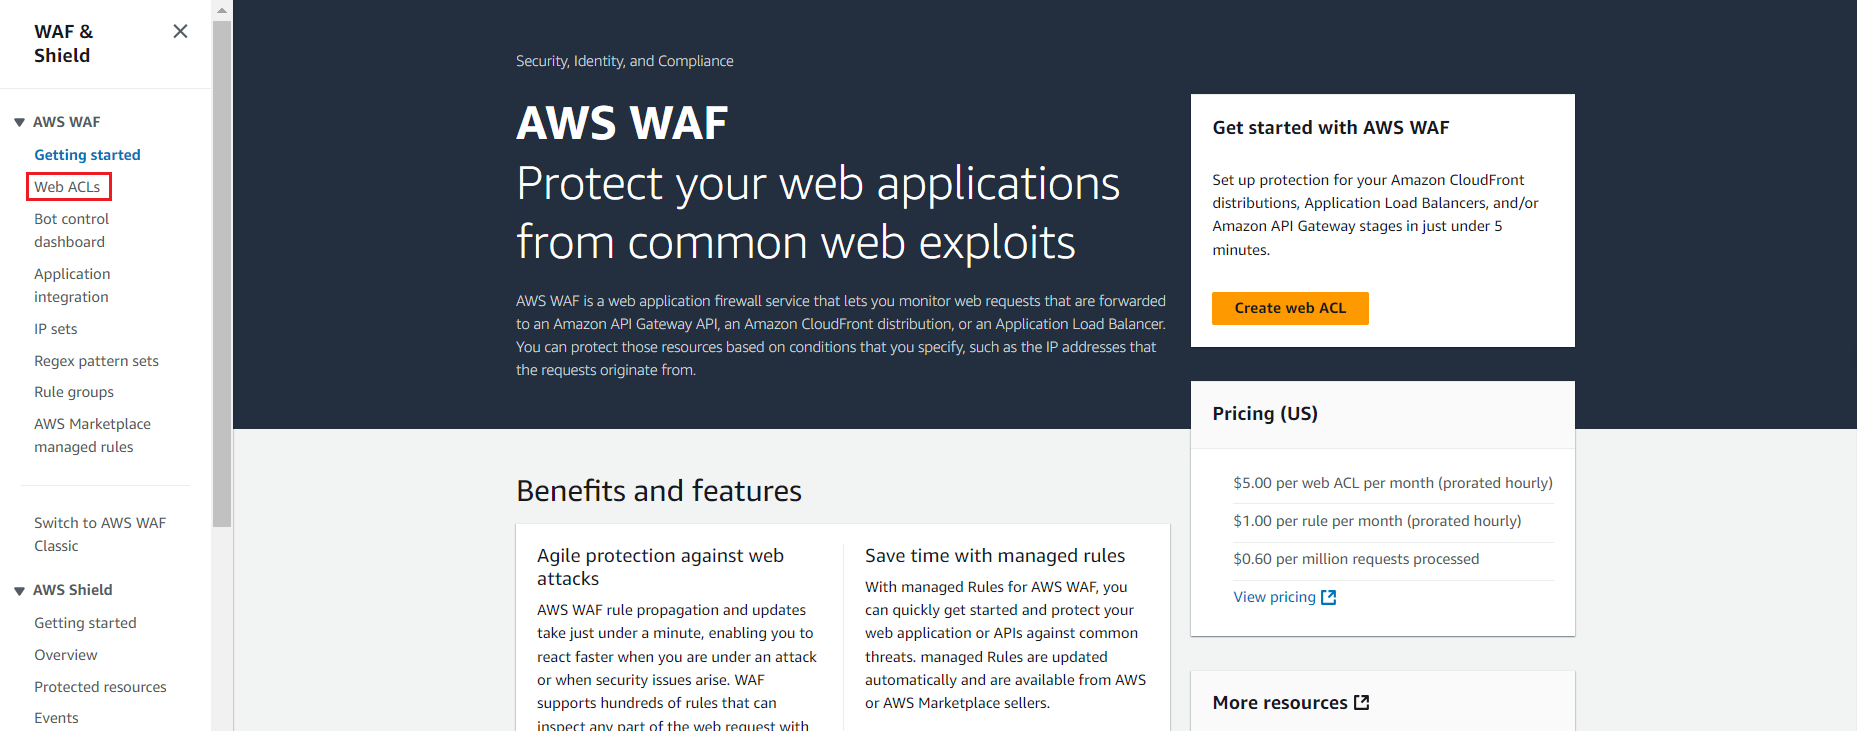 WAF &
Shield
AWS WAF
Getting started
Web ACLs
Bot control
dashboard
Application
integration
IP sets
Regex pattern sets
Rule groups
AWS Marketplace
managed rules
Switch to AWS WAF
Classic
AWS Shield
Getting started
Overview
Protected resources
Events
Security, Identity, and Compliance
AWS WAF
Protect your web applications
from common web exploits
AWS WAF is a web application firewall service that lets you monitor web requests that are forwarded
to an Amazon API Gateway API, an Amazon CloudFront distribution, or an Application Load Balancer.
You can protect those resources based on conditions that you specify, such as the IP addresses that
the requests originate from.
Get started with AWS WAF
Set up protection for your Amazon CloudFront
distributions, Application Load Balancers, and/or
Amazon API Gateway stages in just under 5
minutes.
Create web ACL
Pricing (US)
$5.00 per web ACL per month (prorated hourly)
$1.00 per rule per month (prorated hourly)
$0.60 per million requests processed
View pricing
More resources
Benefits and features
Agile protection against web
attacks
AWS WAF rule propagation and updates
take just under a minute, enabling you to
react faster when you are under an attack
or when security issues arise. WAF
supports hundreds of rules that can
inspect any part of the web request with
Save time with managed rules
With managed Rules for AWS WAF, you
can quickly get started and protect your
web application or APIs against common
threats. managed Rules are updated
automatically and are available from AWS
or AWS Marketplace sellers.